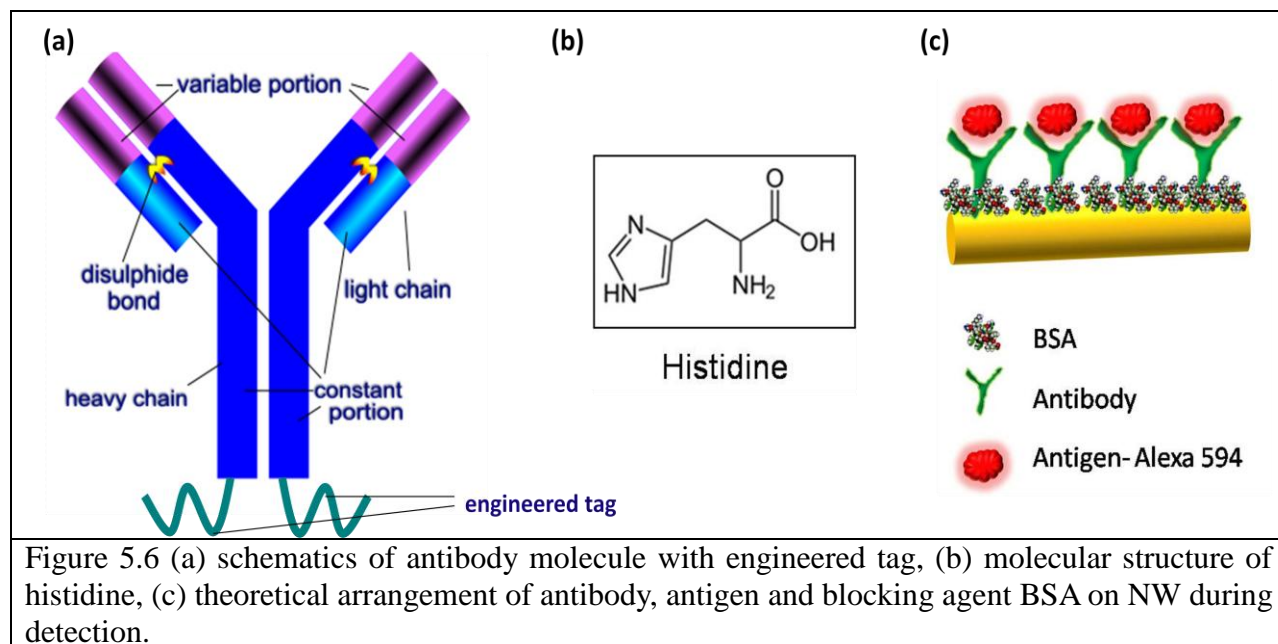 (a)
variable portion
disulphide
bond
light chain
heavy chain
constant
portion
engineered tag
(b)
N
HN
O
OH
NH₂
Histidine
(c)
BSA
Antibody
Antigen- Alexa 594
Figure 5.6 (a) schematics of antibody molecule with engineered tag, (b) molecular structure of
histidine, (c) theoretical arrangement of antibody, antigen and blocking agent BSA on NW during
detection.